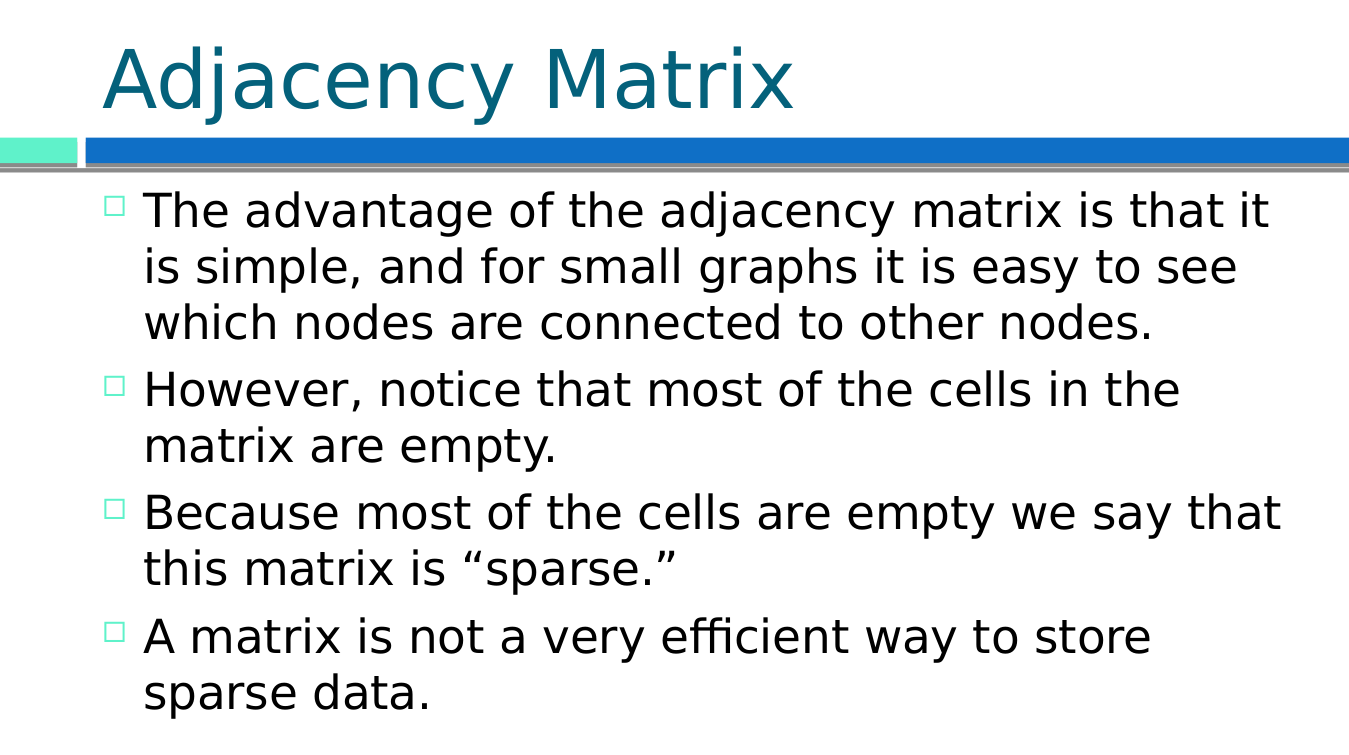 Adjacency Matrix
The advantage of the adjacency matrix is that it
is simple, and for small graphs it is easy to see
which nodes are connected to other nodes.
However, notice that most of the cells in the
matrix are empty.
Because most of the cells are empty we say that
this matrix is “sparse.”
A matrix is not a very efficient way to store
sparse data.